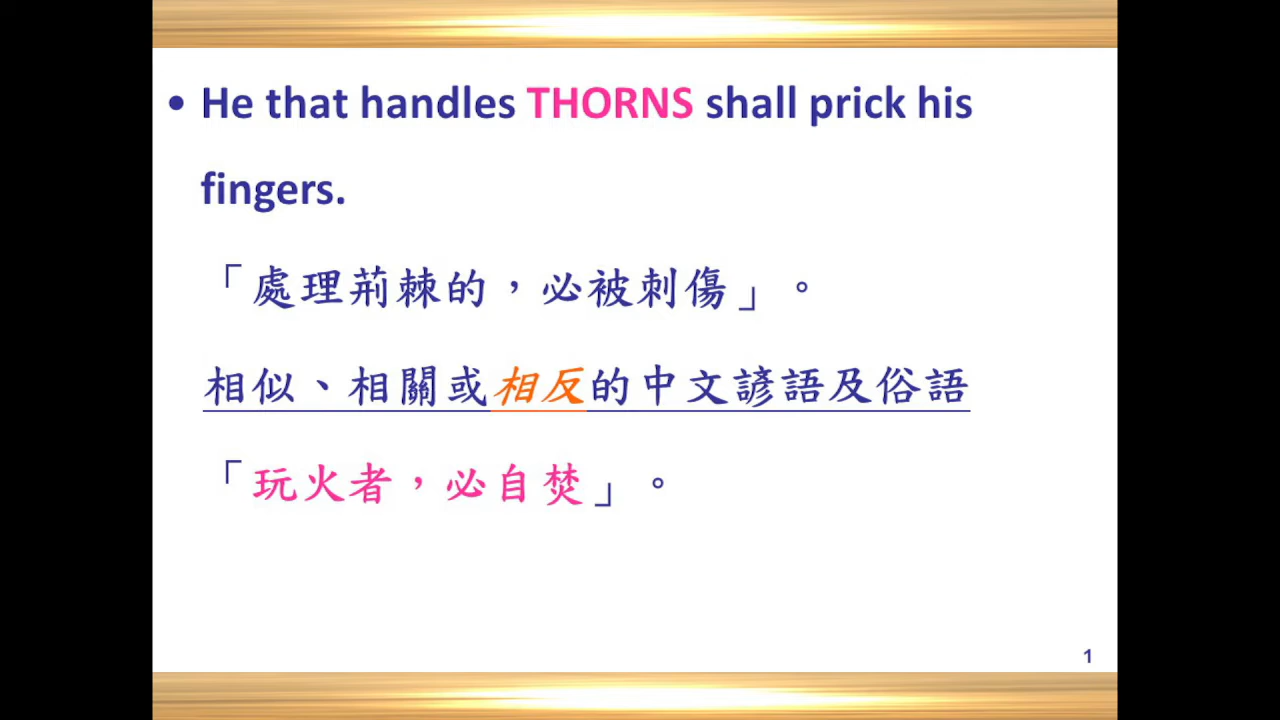 • He that handles THORNS shall prick his
fingers.
「處理荊棘的，必被刺傷」。
相似、相關或相反的中文諺語及俗語
「玩火者，必自焚」。
1